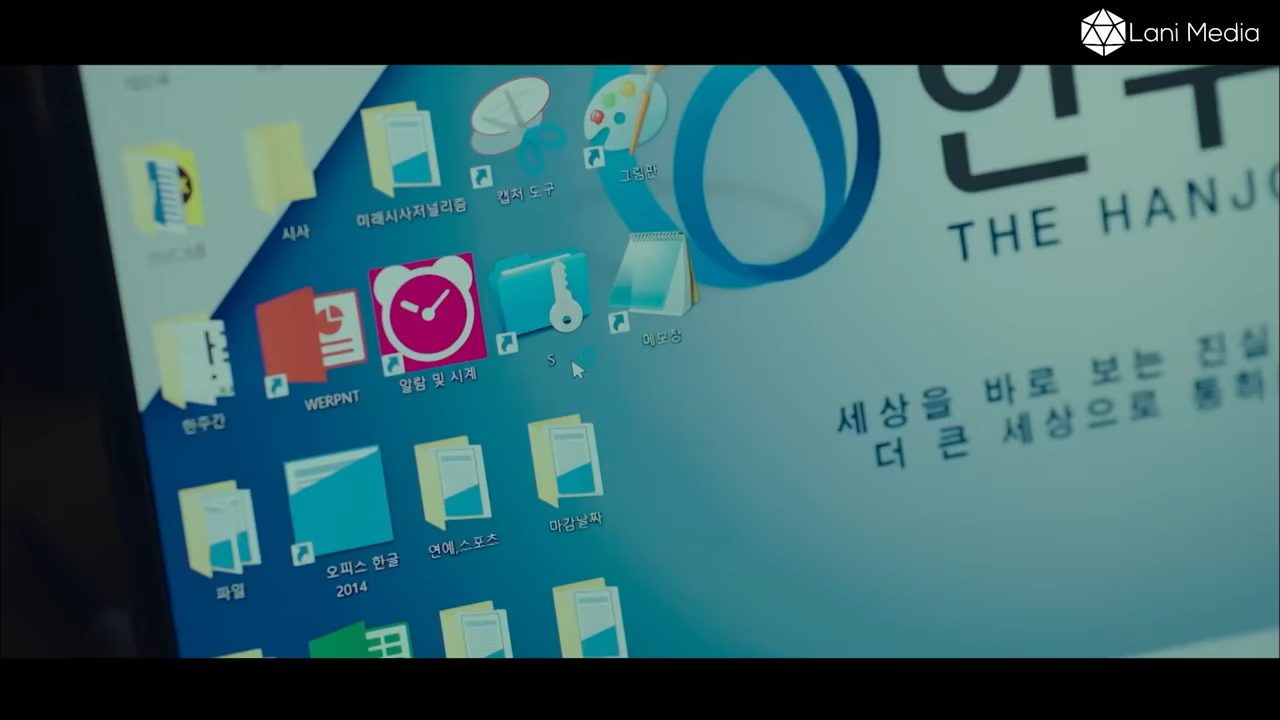 Lani Media
THE HANJ
시사
미래시사저널리즘
캡처 도구
그림판
한주간
WERPNT
알람 및 시계
S
메모장
세상을 바로 보는 진실
더 큰 세상으로 통하
파일
오피스 한글
2014
연예,스포츠
마감날짜